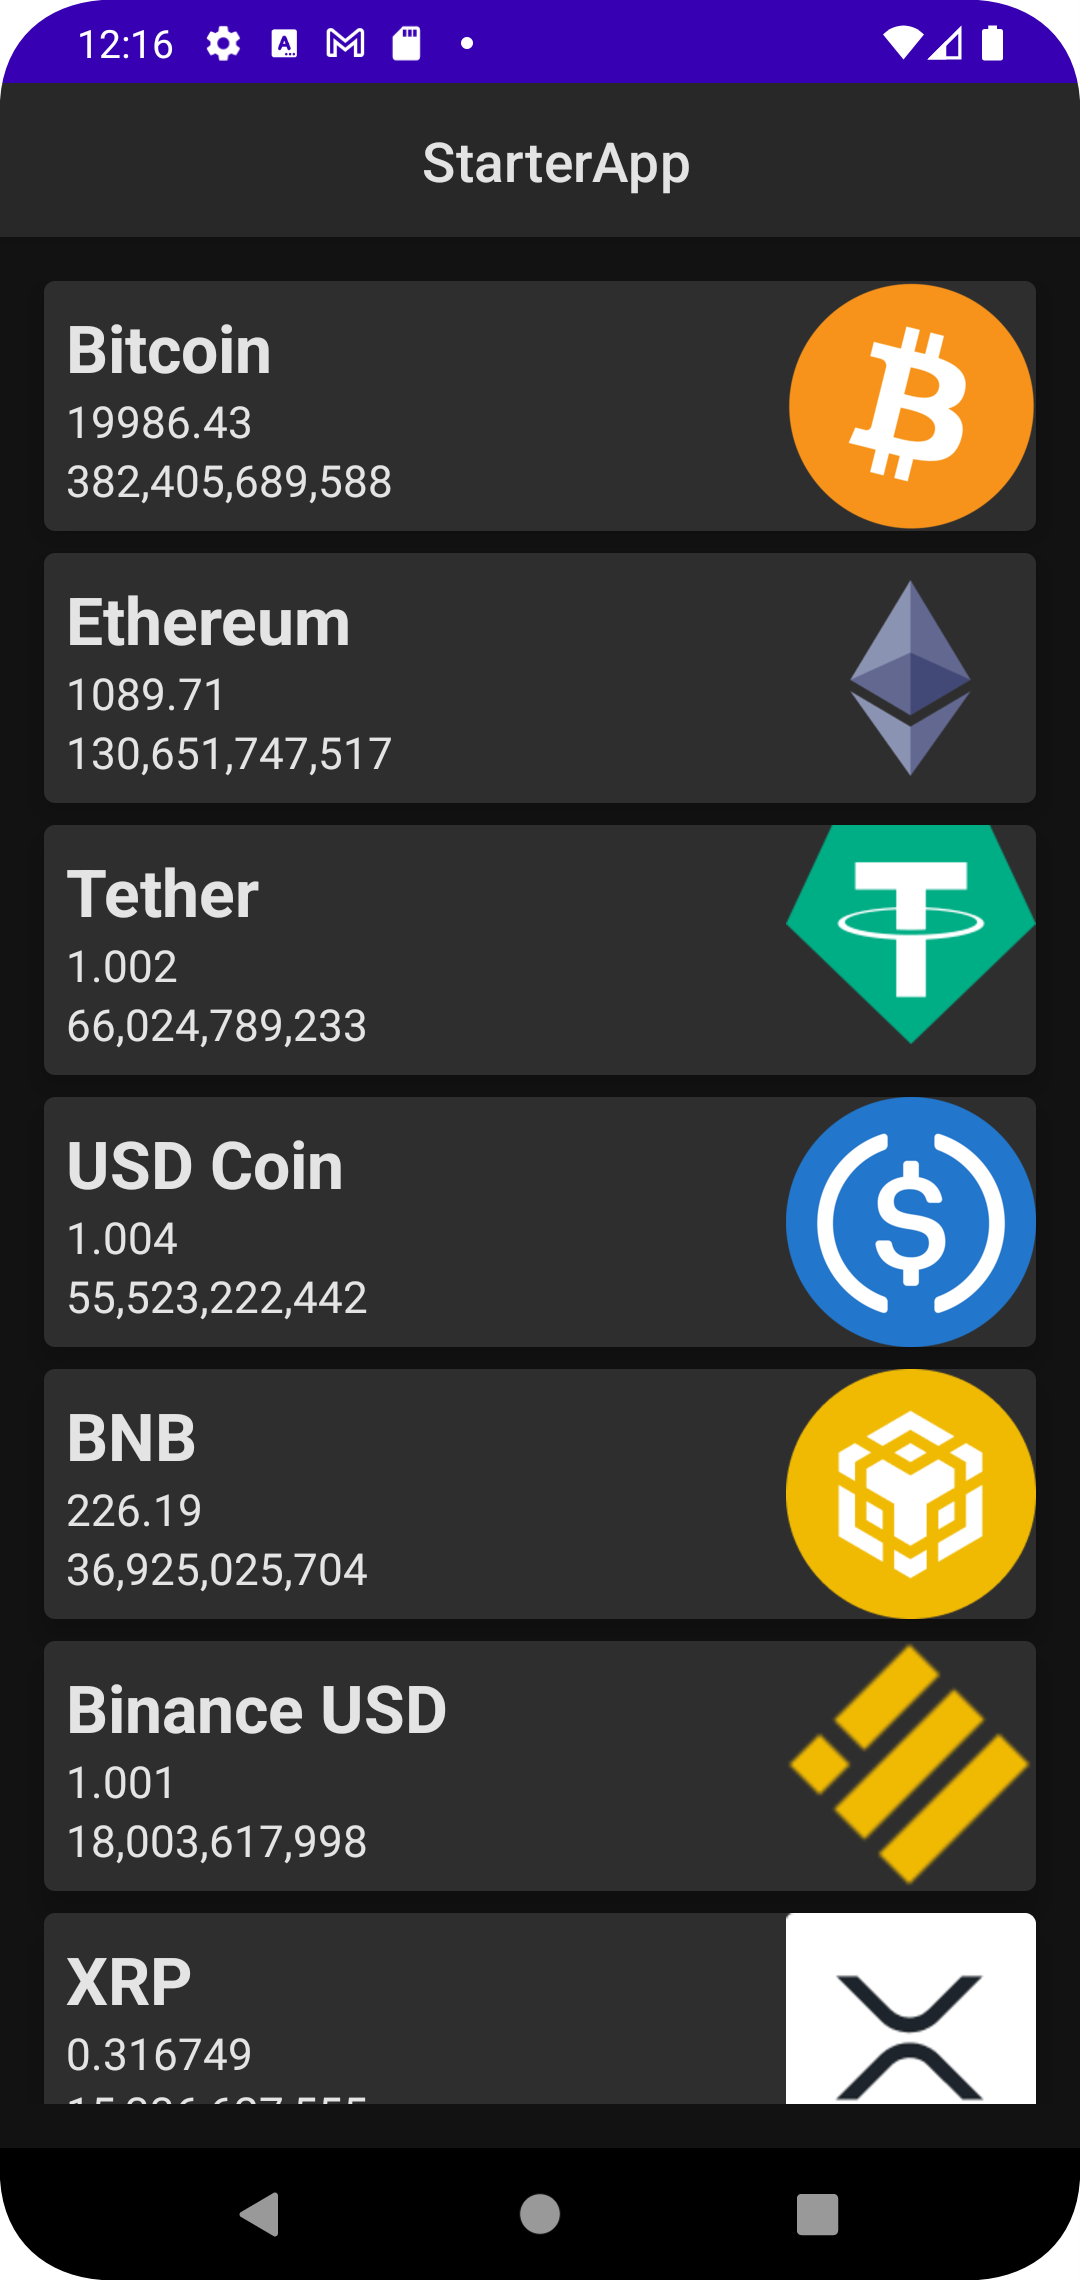 12:16
StarterApp
Bitcoin
19986.43
382,405,689,588
Ethereum
1089.71
130,651,747,517
Tether
1.002
66,024,789,233
USD Coin
1.004
55,523,222,442
BNB
226.19
36,925,025,704
Binance USD
1.001
18,003,617,998
XRP
0.316749